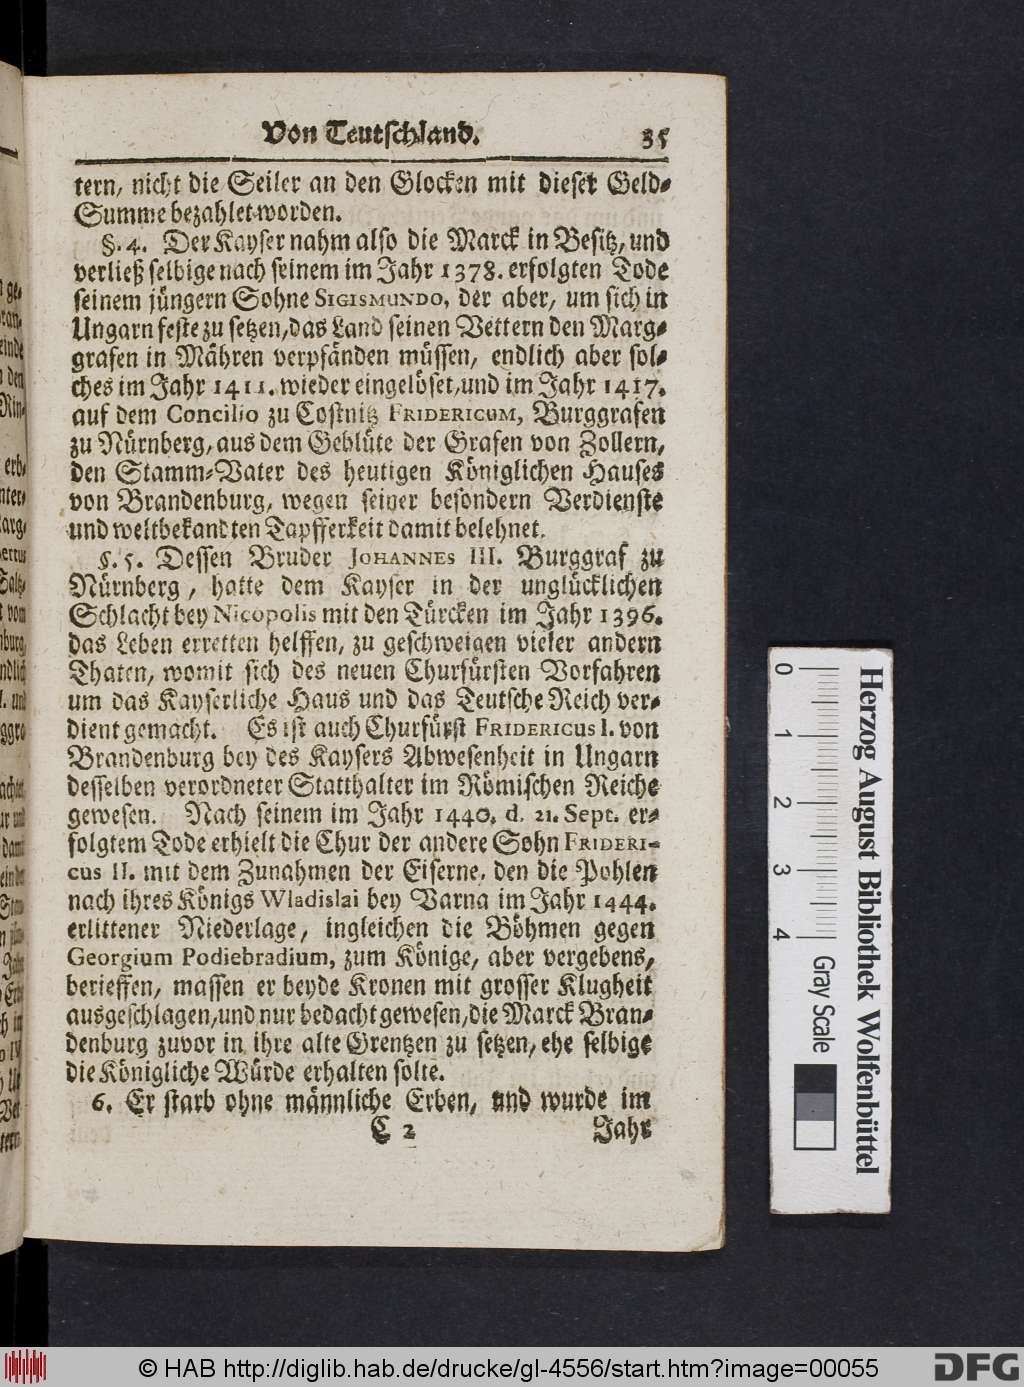 Von Teutschland. 35
tern, nicht die Seiler an den Glocken mit dieser Geld-
Summe bezahlet worden.
§. 4. Der Kayser nahm also die Marck in Besitz, und
verließ selbige nach seinem im Jahr 1378. erfolgten Tode
seinem jüngern Sohne SIGISMUNDO, der aber, um sich in
Ungarn feste zu setzen, das Land seinen Vettern den Marg-
grafen in Mähren verpfänden müssen, endlich aber sol-
ches im Jahr 1411. wieder eingelöset, und im Jahr 1417.
auf dem Concilio zu Costnitz FRIDERICUM, Burggrafen
zu Nürnberg, aus dem Geblüte der Grafen von Zollern,
den Stamm-Vater des heutigen Königlichen Hauses
von Brandenburg, wegen seiner besondern Verdienste
und weltbekandten Tapfferkeit damit belehnet.
§. 5. Dessen Bruder JOHANNES III. Burggraf zu
Nürnberg, hatte dem Kayser in der unglücklichen
Schlacht bey Nicopolis mit den Türcken im Jahr 1396.
das Leben erretten helffen, zu geschweigen vieler andern
Thaten, womit sich des neuen Churfürsten Vorfahren
um das Kayserliche Haus und das Teutsche Reich ver-
dient gemacht. Es ist auch Churfürst FRIDERICUS I. von
Brandenburg bey des Kaysers Abwesenheit in Ungarn
desselben verordneter Statthalter im Römischen Reiche
gewesen. Nach seinem im Jahr 1440. d. 21. Sept. er-
folgtem Tode erhielt die Chur der andere Sohn FRIDERI-
CUS II. mit dem Zunahmen der Eiserne, den die Pohlen
nach ihres Königs Wladislai bey Varna im Jahr 1444.
erlittener Niederlage, ingleichen die Böhmen gegen
Georgium Podiebradium, zum Könige, aber vergebens,
berieffen, massen er beyde Kronen mit grosser Klugheit
ausgeschlagen, und nur bedacht gewesen, die Marck Bran-
denburg zuvor in ihre alte Grentzen zu setzen, ehe selbige
die Königliche Würde erhalten solte.
6. Er starb ohne männliche Erben, und wurde im
C 2 Jahr
0 1 2 3 4 Gray Scale
Herzog August Bibliothek Wolfenbüttel
© HAB http://diglib.hab.de/drucke/gl-4556/start.htm?image=00055
DFG